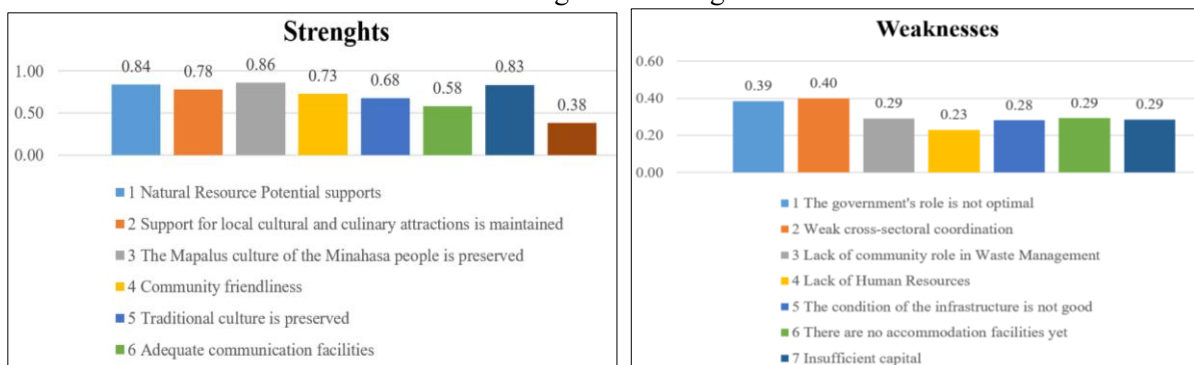 Strenghts
0.84
0.78
0.86
0.73
0.68
0.58
0.83
0.38
1.00
0.50
0.00
1 Natural Resource Potential supports
2 Support for local cultural and culinary attractions is maintained
3 The Mapalus culture of the Minahasa people is preserved
4 Community friendliness
5 Traditional culture is preserved
6 Adequate communication facilities
Weaknesses
0.60
0.40
0.20
0.00
0.39
0.40
0.29
0.23
0.28
0.29
0.29
1 The government's role is not optimal
2 Weak cross-sectoral coordination
3 Lack of community role in Waste Management
4 Lack of Human Resources
5 The condition of the infrastructure is not good
6 There are no accommodation facilities yet
7 Insufficient capital